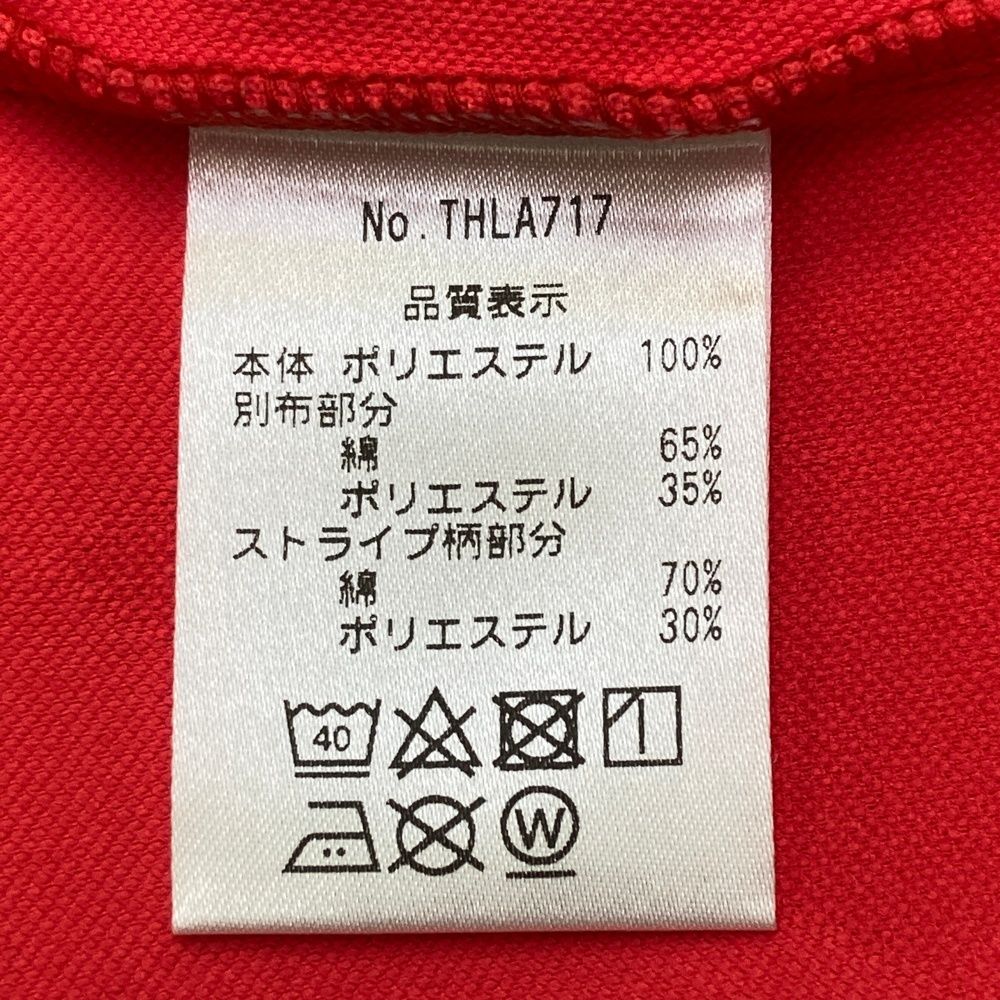 No.THLA717
品質表示
本体 ポリエステル 100%
別布部分
綿 65%
ポリエステル 35%
ストライプ柄部分
綿 70%
ポリエステル 30%
40
W